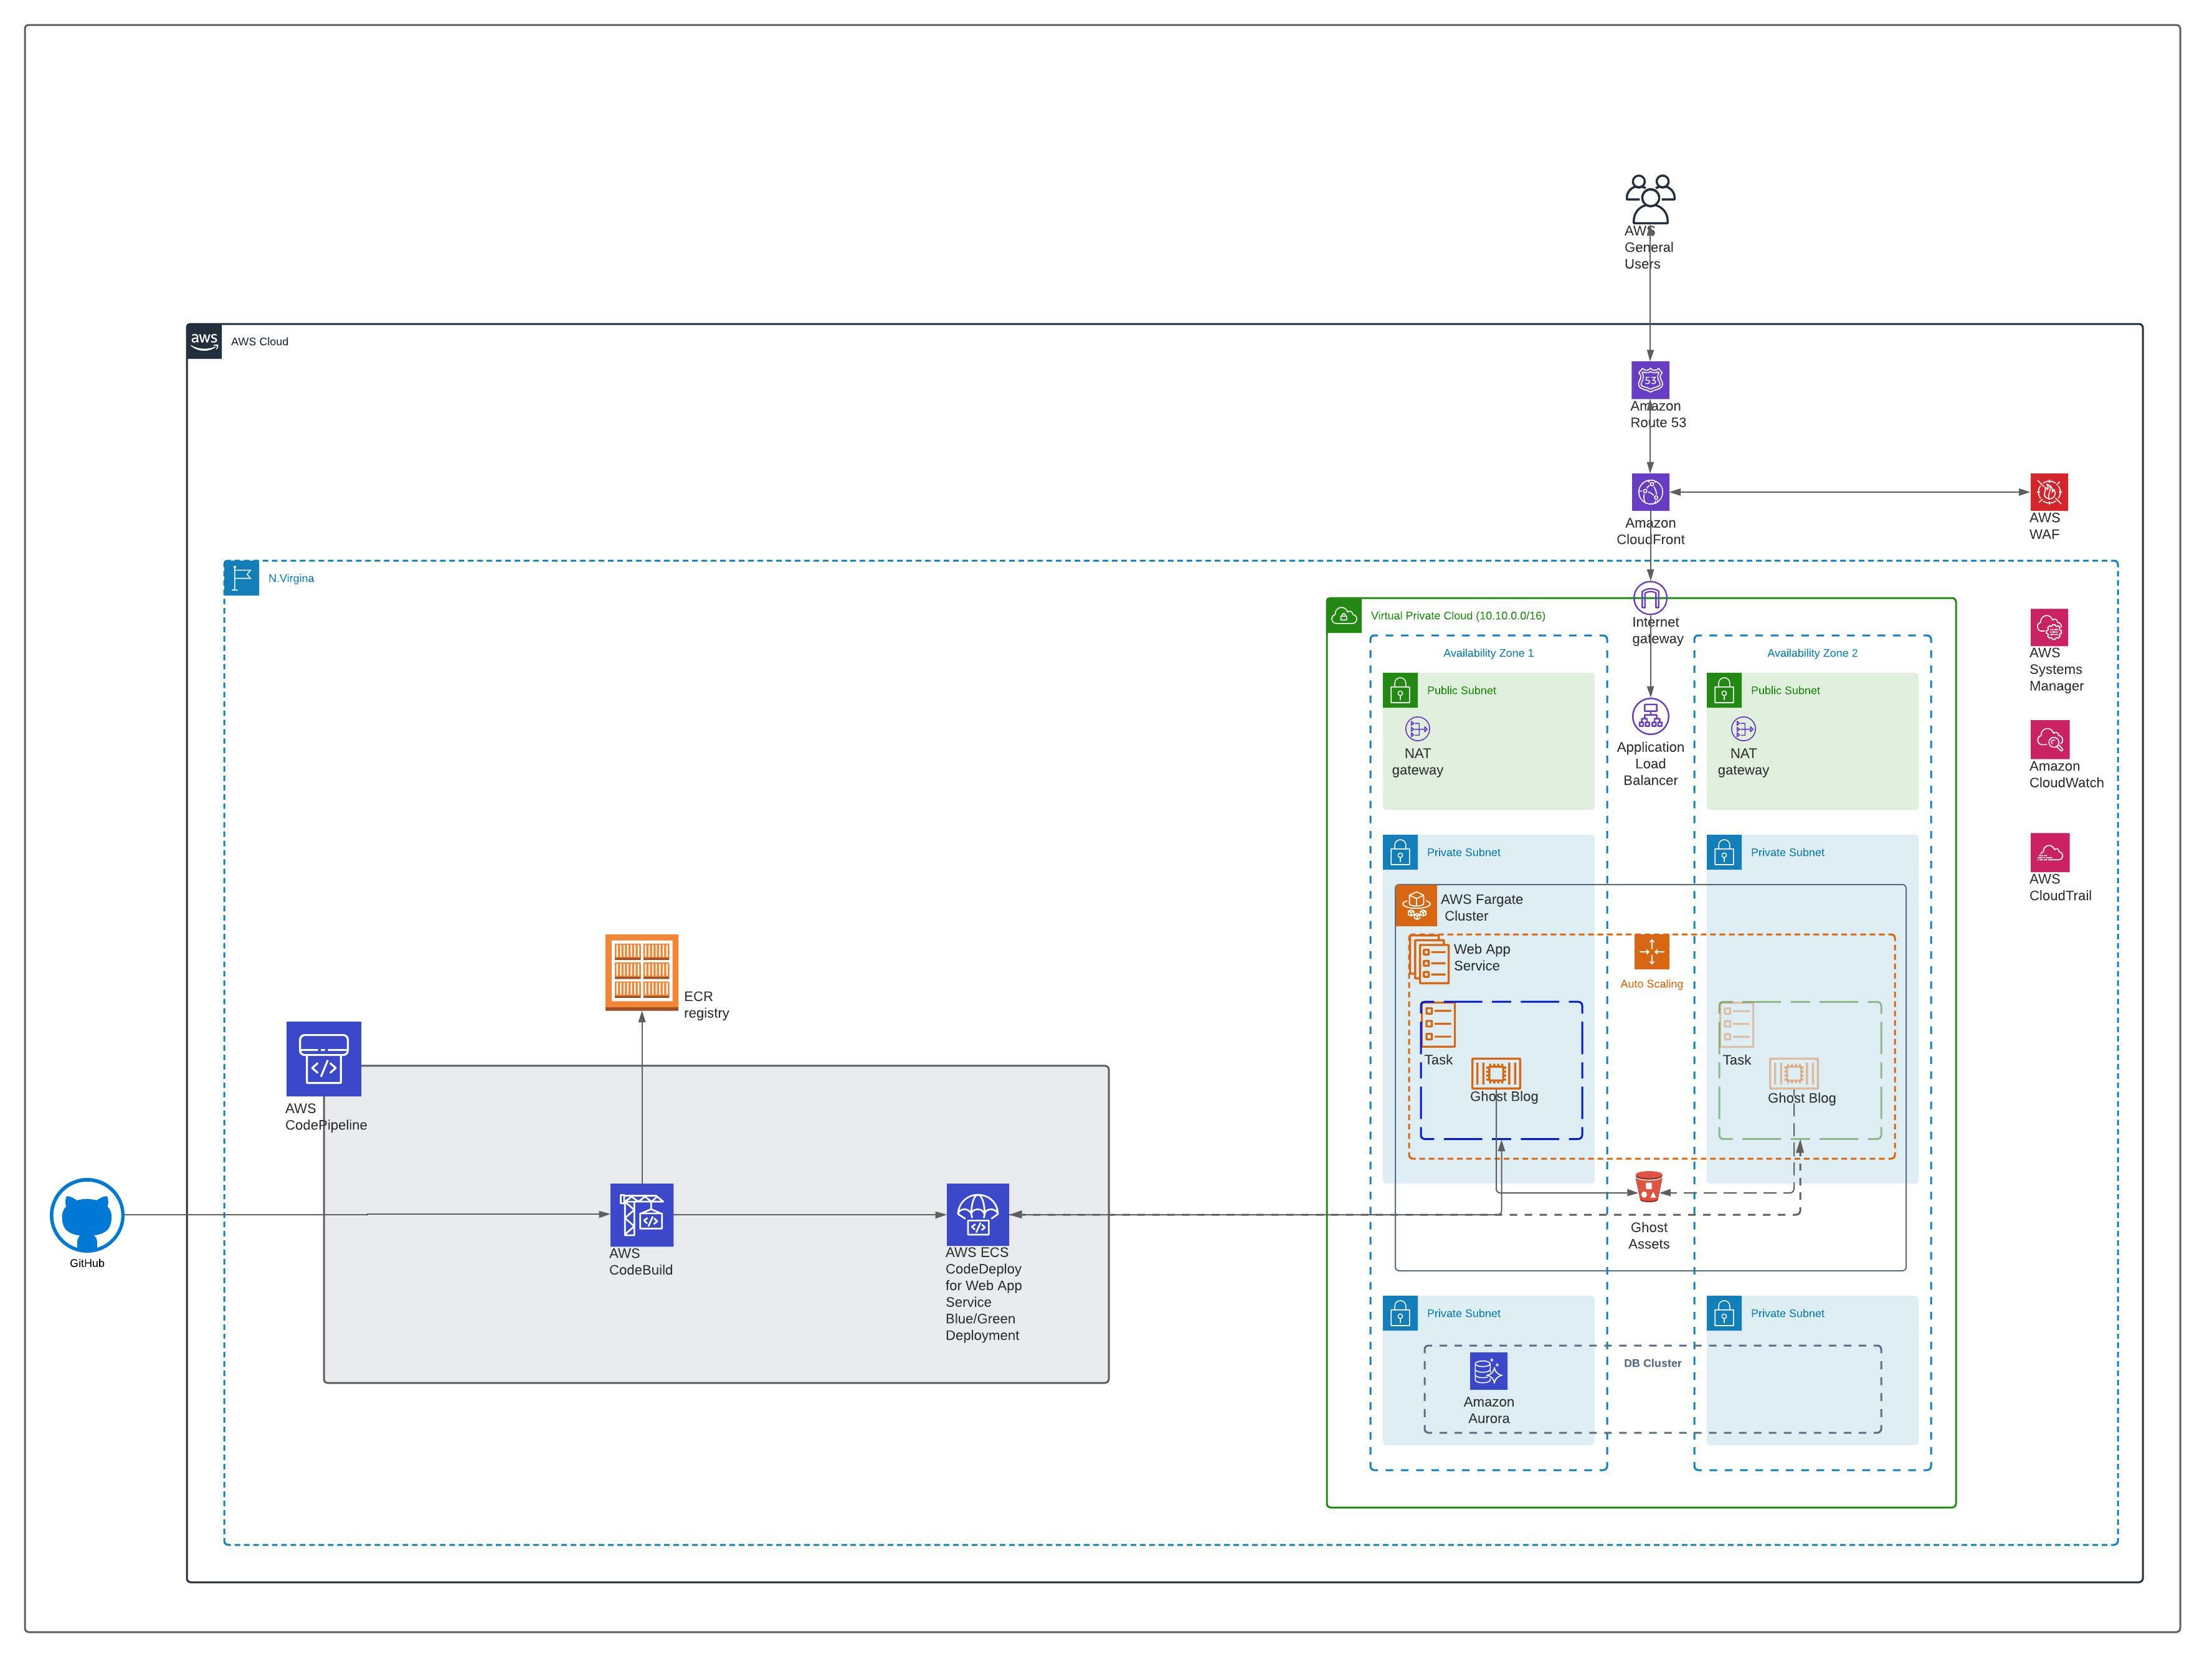 AWS
General
Users
aws
AWS Cloud
53
Amazon
Route 53
Amazon
CloudFront
AWS
WAF
N.Virgina
Virtual Private Cloud (10.10.0.0/16)
Internet
gateway
Availability Zone 1
Availability Zone 2
AWS
Systems
Manager
Public Subnet
Public Subnet
NAT
gateway
Application
Load
Balancer
NAT
gateway
Amazon
CloudWatch
Private Subnet
Private Subnet
AWS
CloudTrail
AWS Fargate
Cluster
Web App
Service
Auto Scaling
ECR
registry
Task
Ghost Blog
Task
Ghost Blog
AWS
CodePipeline
GitHub
AWS
CodeBuild
AWS ECS
CodeDeploy
for Web App
Service
Blue/Green
Deployment
Ghost
Assets
Private Subnet
Private Subnet
DB Cluster
Amazon
Aurora